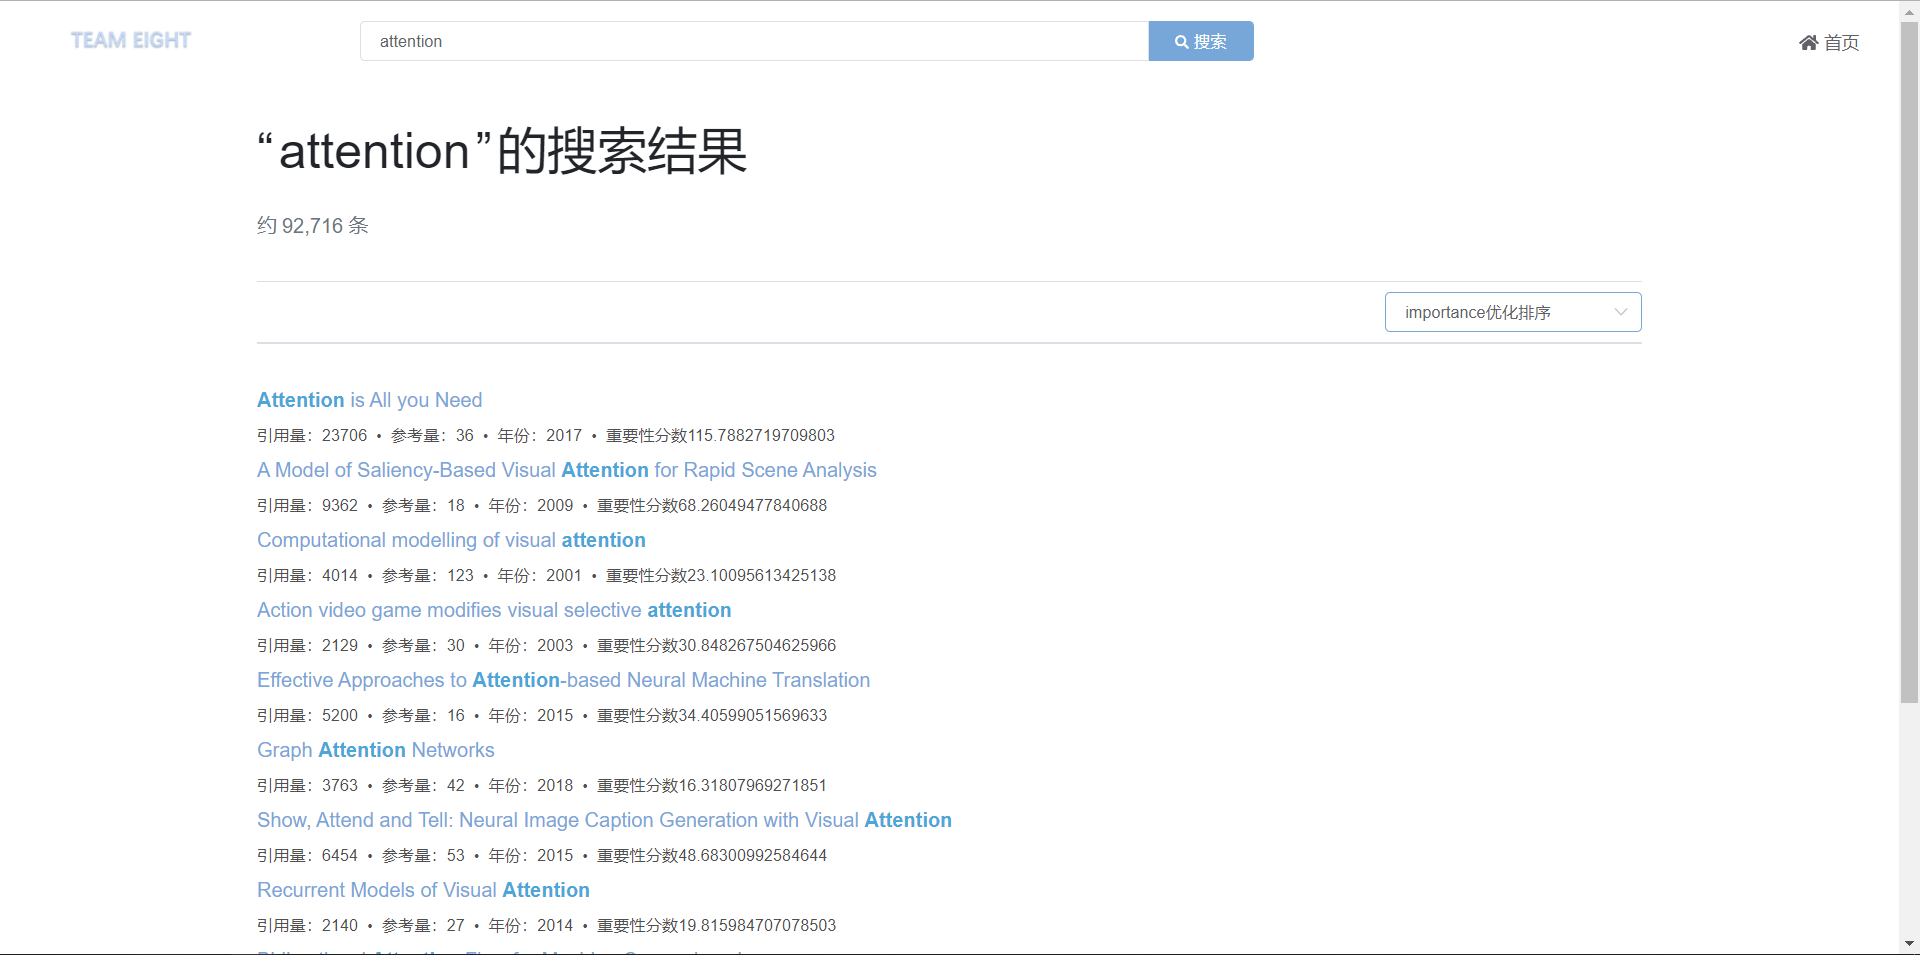 TEAM EIGHT
attention
搜索
首页
“attention”的搜索结果
约 92,716 条
importance优化排序
Attention is All you Need
引用量：23706 • 参考量：36 • 年份：2017 • 重要性分数115.7882719709803
A Model of Saliency-Based Visual Attention for Rapid Scene Analysis
引用量：9362 • 参考量：18 • 年份：2009 • 重要性分数68.26049477840688
Computational modelling of visual attention
引用量：4014 • 参考量：123 • 年份：2001 • 重要性分数23.10095613425138
Action video game modifies visual selective attention
引用量：2129 • 参考量：30 • 年份：2003 • 重要性分数30.848267504625966
Effective Approaches to Attention-based Neural Machine Translation
引用量：5200 • 参考量：16 • 年份：2015 • 重要性分数34.40599051569633
Graph Attention Networks
引用量：3763 • 参考量：42 • 年份：2018 • 重要性分数16.31807969271851
Show, Attend and Tell: Neural Image Caption Generation with Visual Attention
引用量：6454 • 参考量：53 • 年份：2015 • 重要性分数48.68300992584644
Recurrent Models of Visual Attention
引用量：2140 • 参考量：27 • 年份：2014 • 重要性分数19.815984707078503